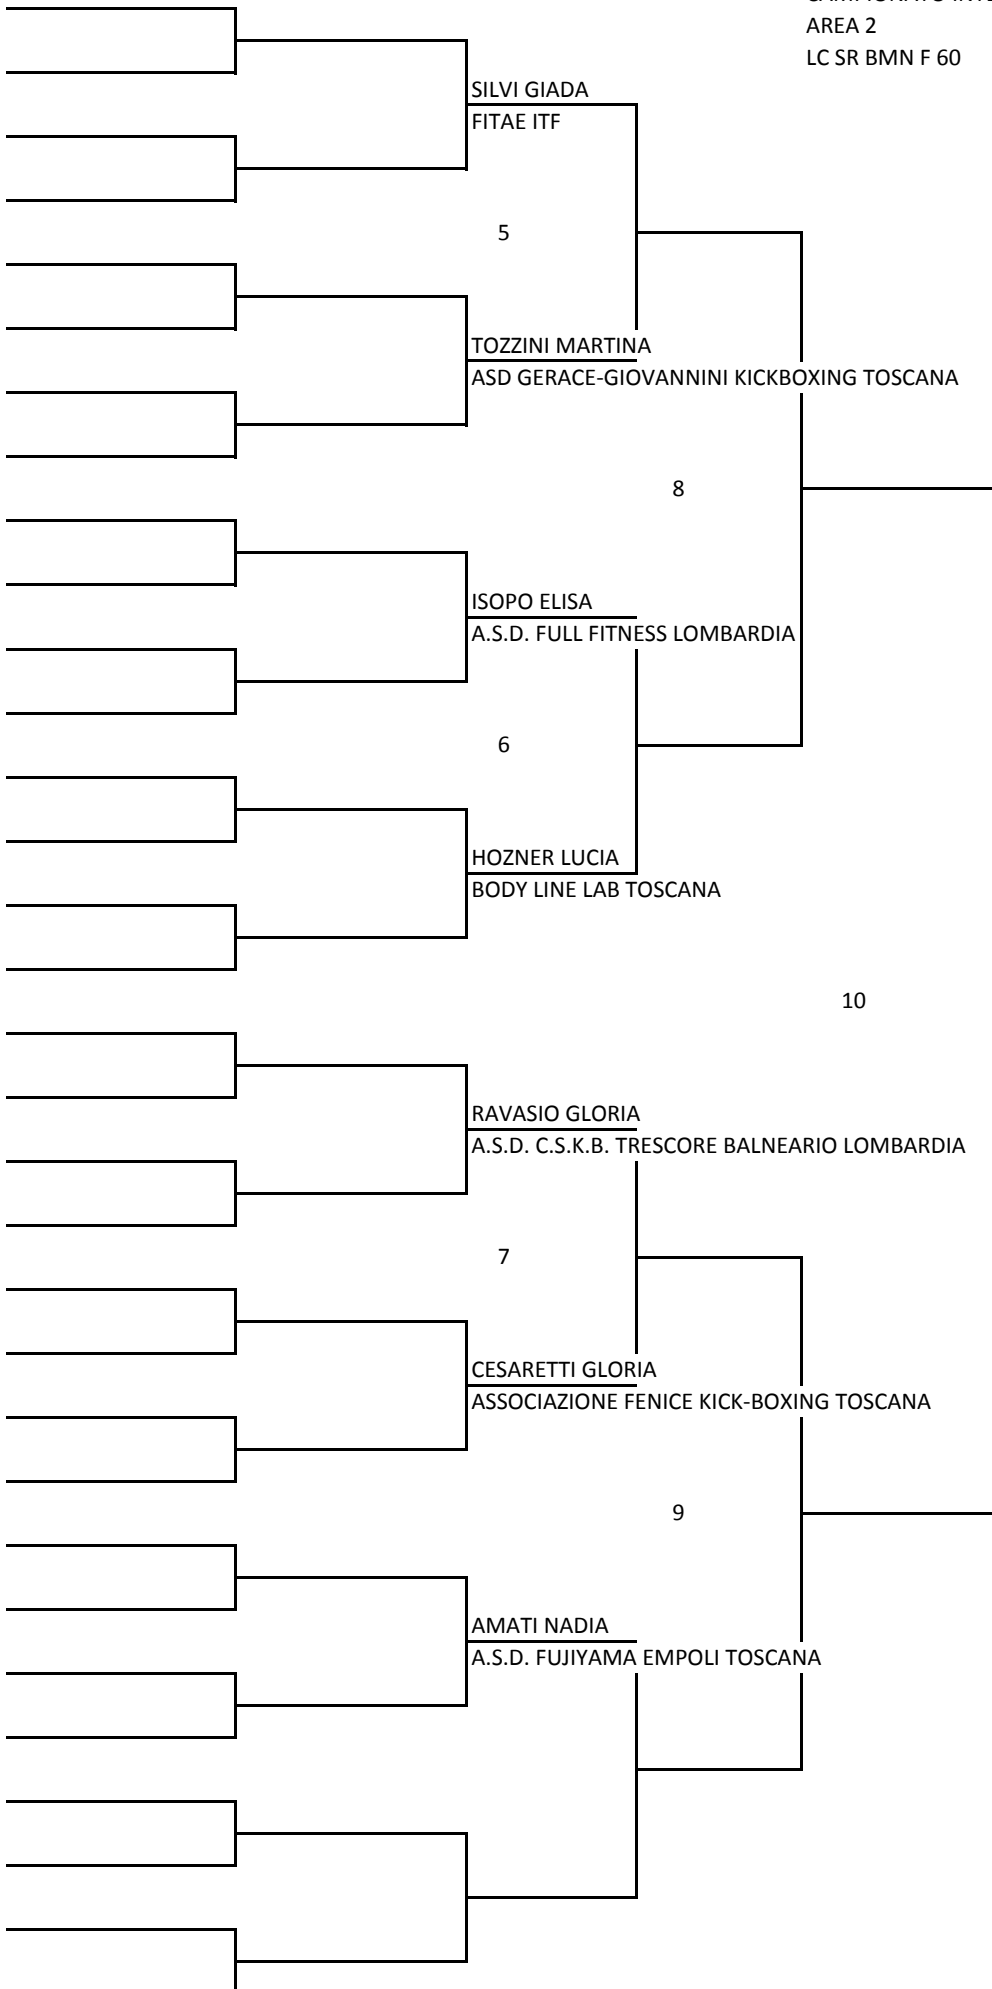 AREA 2
LC SR BMN F 60
SILVI GIADA
FITAE ITF
5
TOZZINI MARTINA
ASD GERACE-GIOVANNINI KICKBOXING TOSCANA
8
ISOPO ELISA
A.S.D. FULL FITNESS LOMBARDIA
6
HOZNER LUCIA
BODY LINE LAB TOSCANA
10
RAVASIO GLORIA
A.S.D. C.S.K.B. TRESCORE BALNEARIO LOMBARDIA
7
CESARETTI GLORIA
ASSOCIAZIONE FENICE KICK-BOXING TOSCANA
9
AMATI NADIA
A.S.D. FUJIYAMA EMPOLI TOSCANA